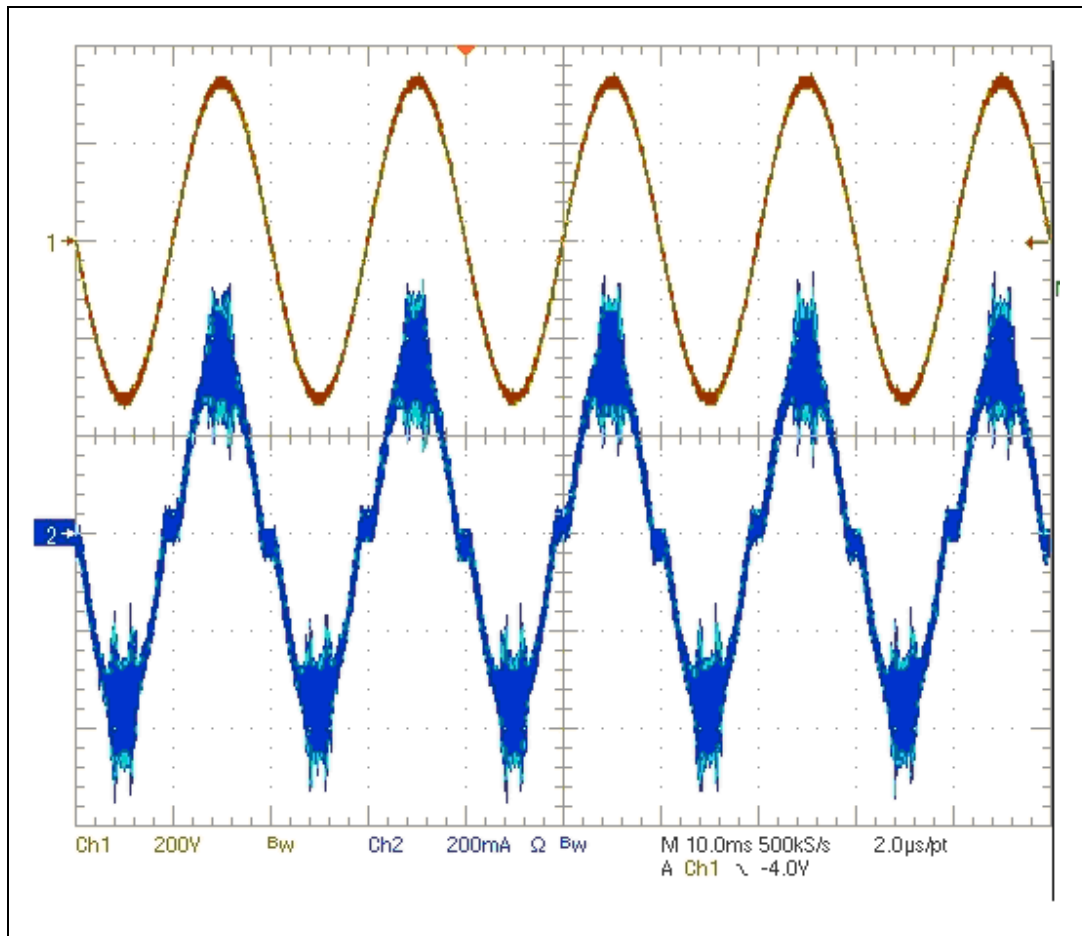 1
2
Ch1 200V Bw Ch2 200mA Ω Bw M 10.0ms 500kS/s 2.0µs/pt
A Ch1 \ -4.0V